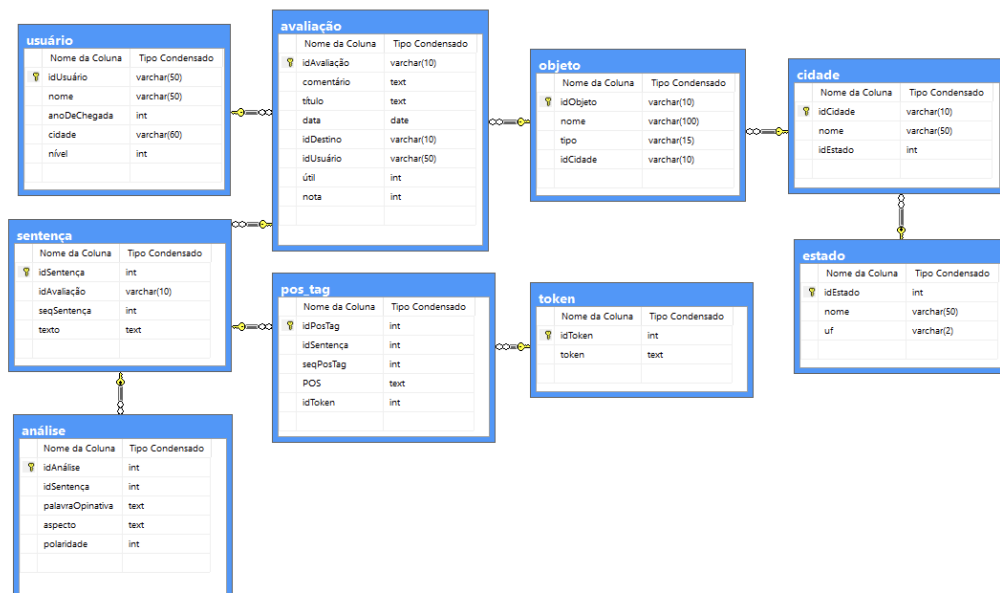 usuário
Nome da Coluna Tipo Condensado
idUsuário varchar(50)
nome varchar(50)
anoDeChegada int
cidade varchar(60)
nível int
avaliação
Nome da Coluna Tipo Condensado
idAvaliação varchar(10)
comentário text
título text
data date
idDestino varchar(10)
idUsuário varchar(50)
útil int
nota int
objeto
Nome da Coluna Tipo Condensado
idObjeto varchar(10)
nome varchar(100)
tipo varchar(15)
idCidade varchar(10)
cidade
Nome da Coluna Tipo Condensado
idCidade varchar(10)
nome varchar(50)
idEstado int
sentença
Nome da Coluna Tipo Condensado
idSentença int
idAvaliação varchar(10)
seqSentença int
texto text
pos_tag
Nome da Coluna Tipo Condensado
idPosTag int
idSentença int
seqPosTag int
POS text
idToken int
token
Nome da Coluna Tipo Condensado
idToken int
token text
estado
Nome da Coluna Tipo Condensado
idEstado int
nome varchar(50)
uf varchar(2)
análise
Nome da Coluna Tipo Condensado
idAnálise int
idSentença int
palavraOpinativa text
aspecto text
polaridade int